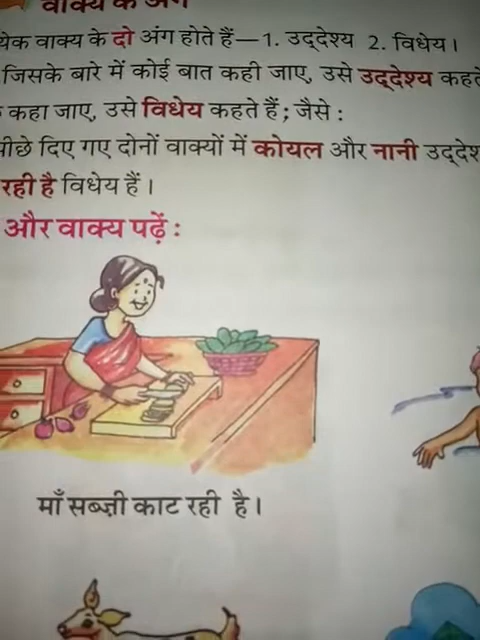 वाक्य के अंग
येक वाक्य के दो अंग होते हैं— 1. उद्देश्य 2. विधेय।
जिसके बारे में कोई बात कही जाए, उसे उद्देश्य कहते
कहा जाए, उसे विधेय कहते हैं; जैसे :
पीछे दिए गए दोनों वाक्यों में कोयल और नानी उद्देश
रही है विधेय हैं।
और वाक्य पढ़ें :
माँ सब्ज़ी काट रही है।